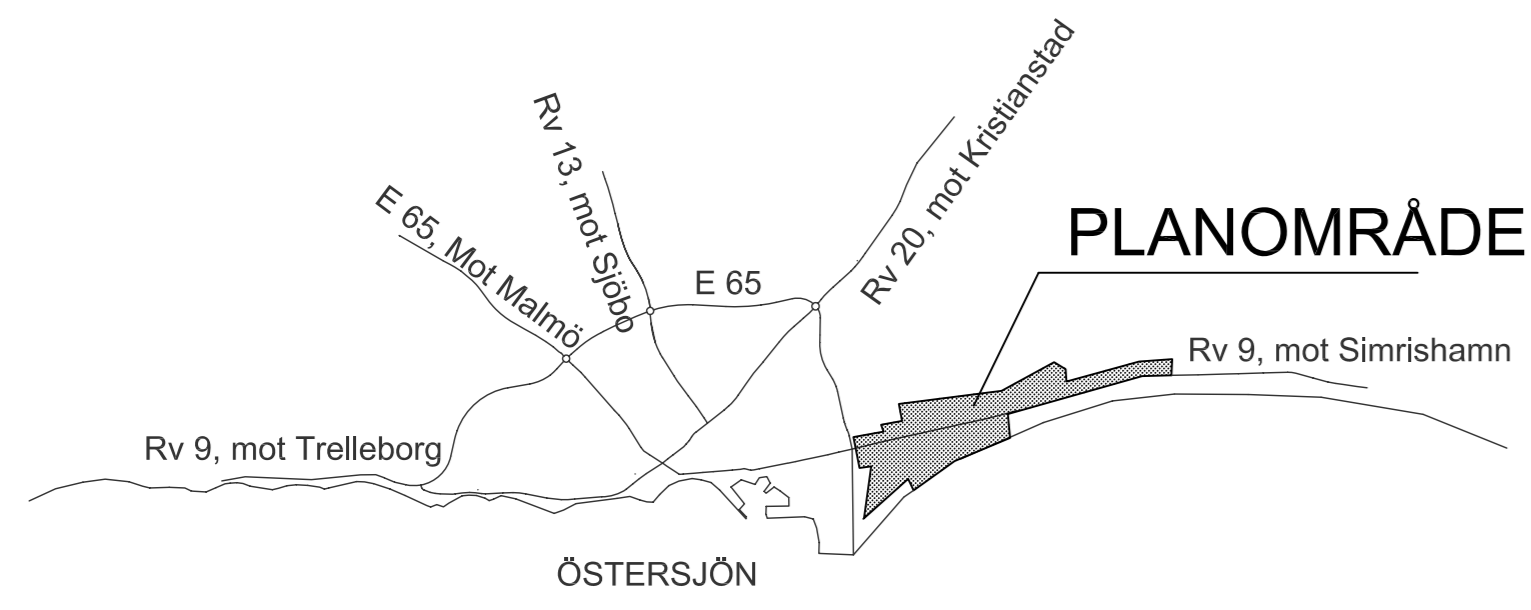 Rv 13, mot Sjöbo
Rv 20, mot Kristianstad
E 65, Mot Malmö
PLANOMRÅDE
E 65
Rv 9, mot Simrishamn
Rv 9, mot Trelleborg
ÖSTERSJÖN